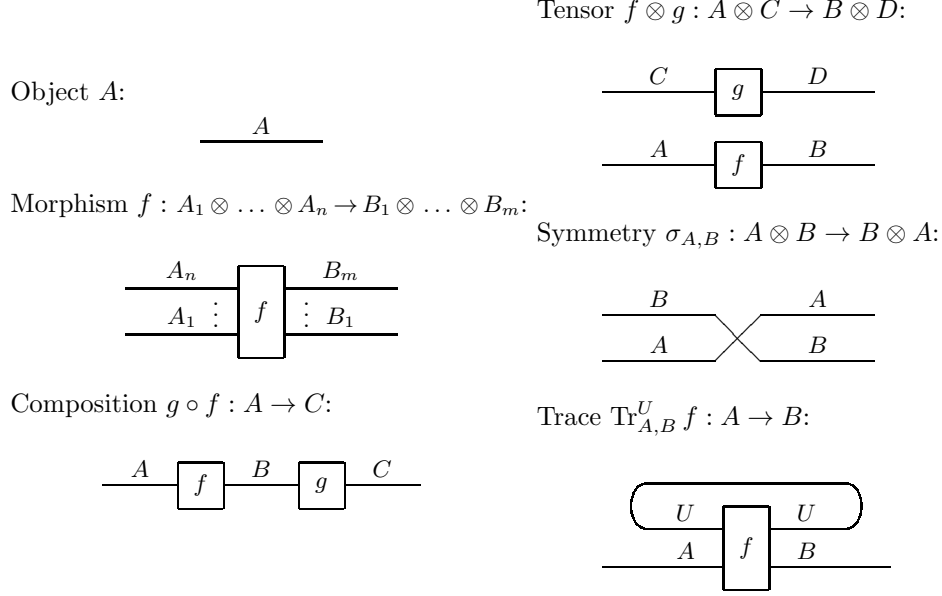 Object A:
A
Morphism f : A₁ ⊗ … ⊗ Aₙ → B₁ ⊗ … ⊗ Bₘ:
Aₙ Bₘ
⋮ f ⋮
A₁ B₁
Composition g ∘ f : A → C:
A f B g C
Tensor f ⊗ g : A ⊗ C → B ⊗ D:
C g D
A f B
Symmetry σ_{A,B} : A ⊗ B → B ⊗ A:
B A
A B
Trace Tr^U_{A,B} f : A → B:
U U
A f B